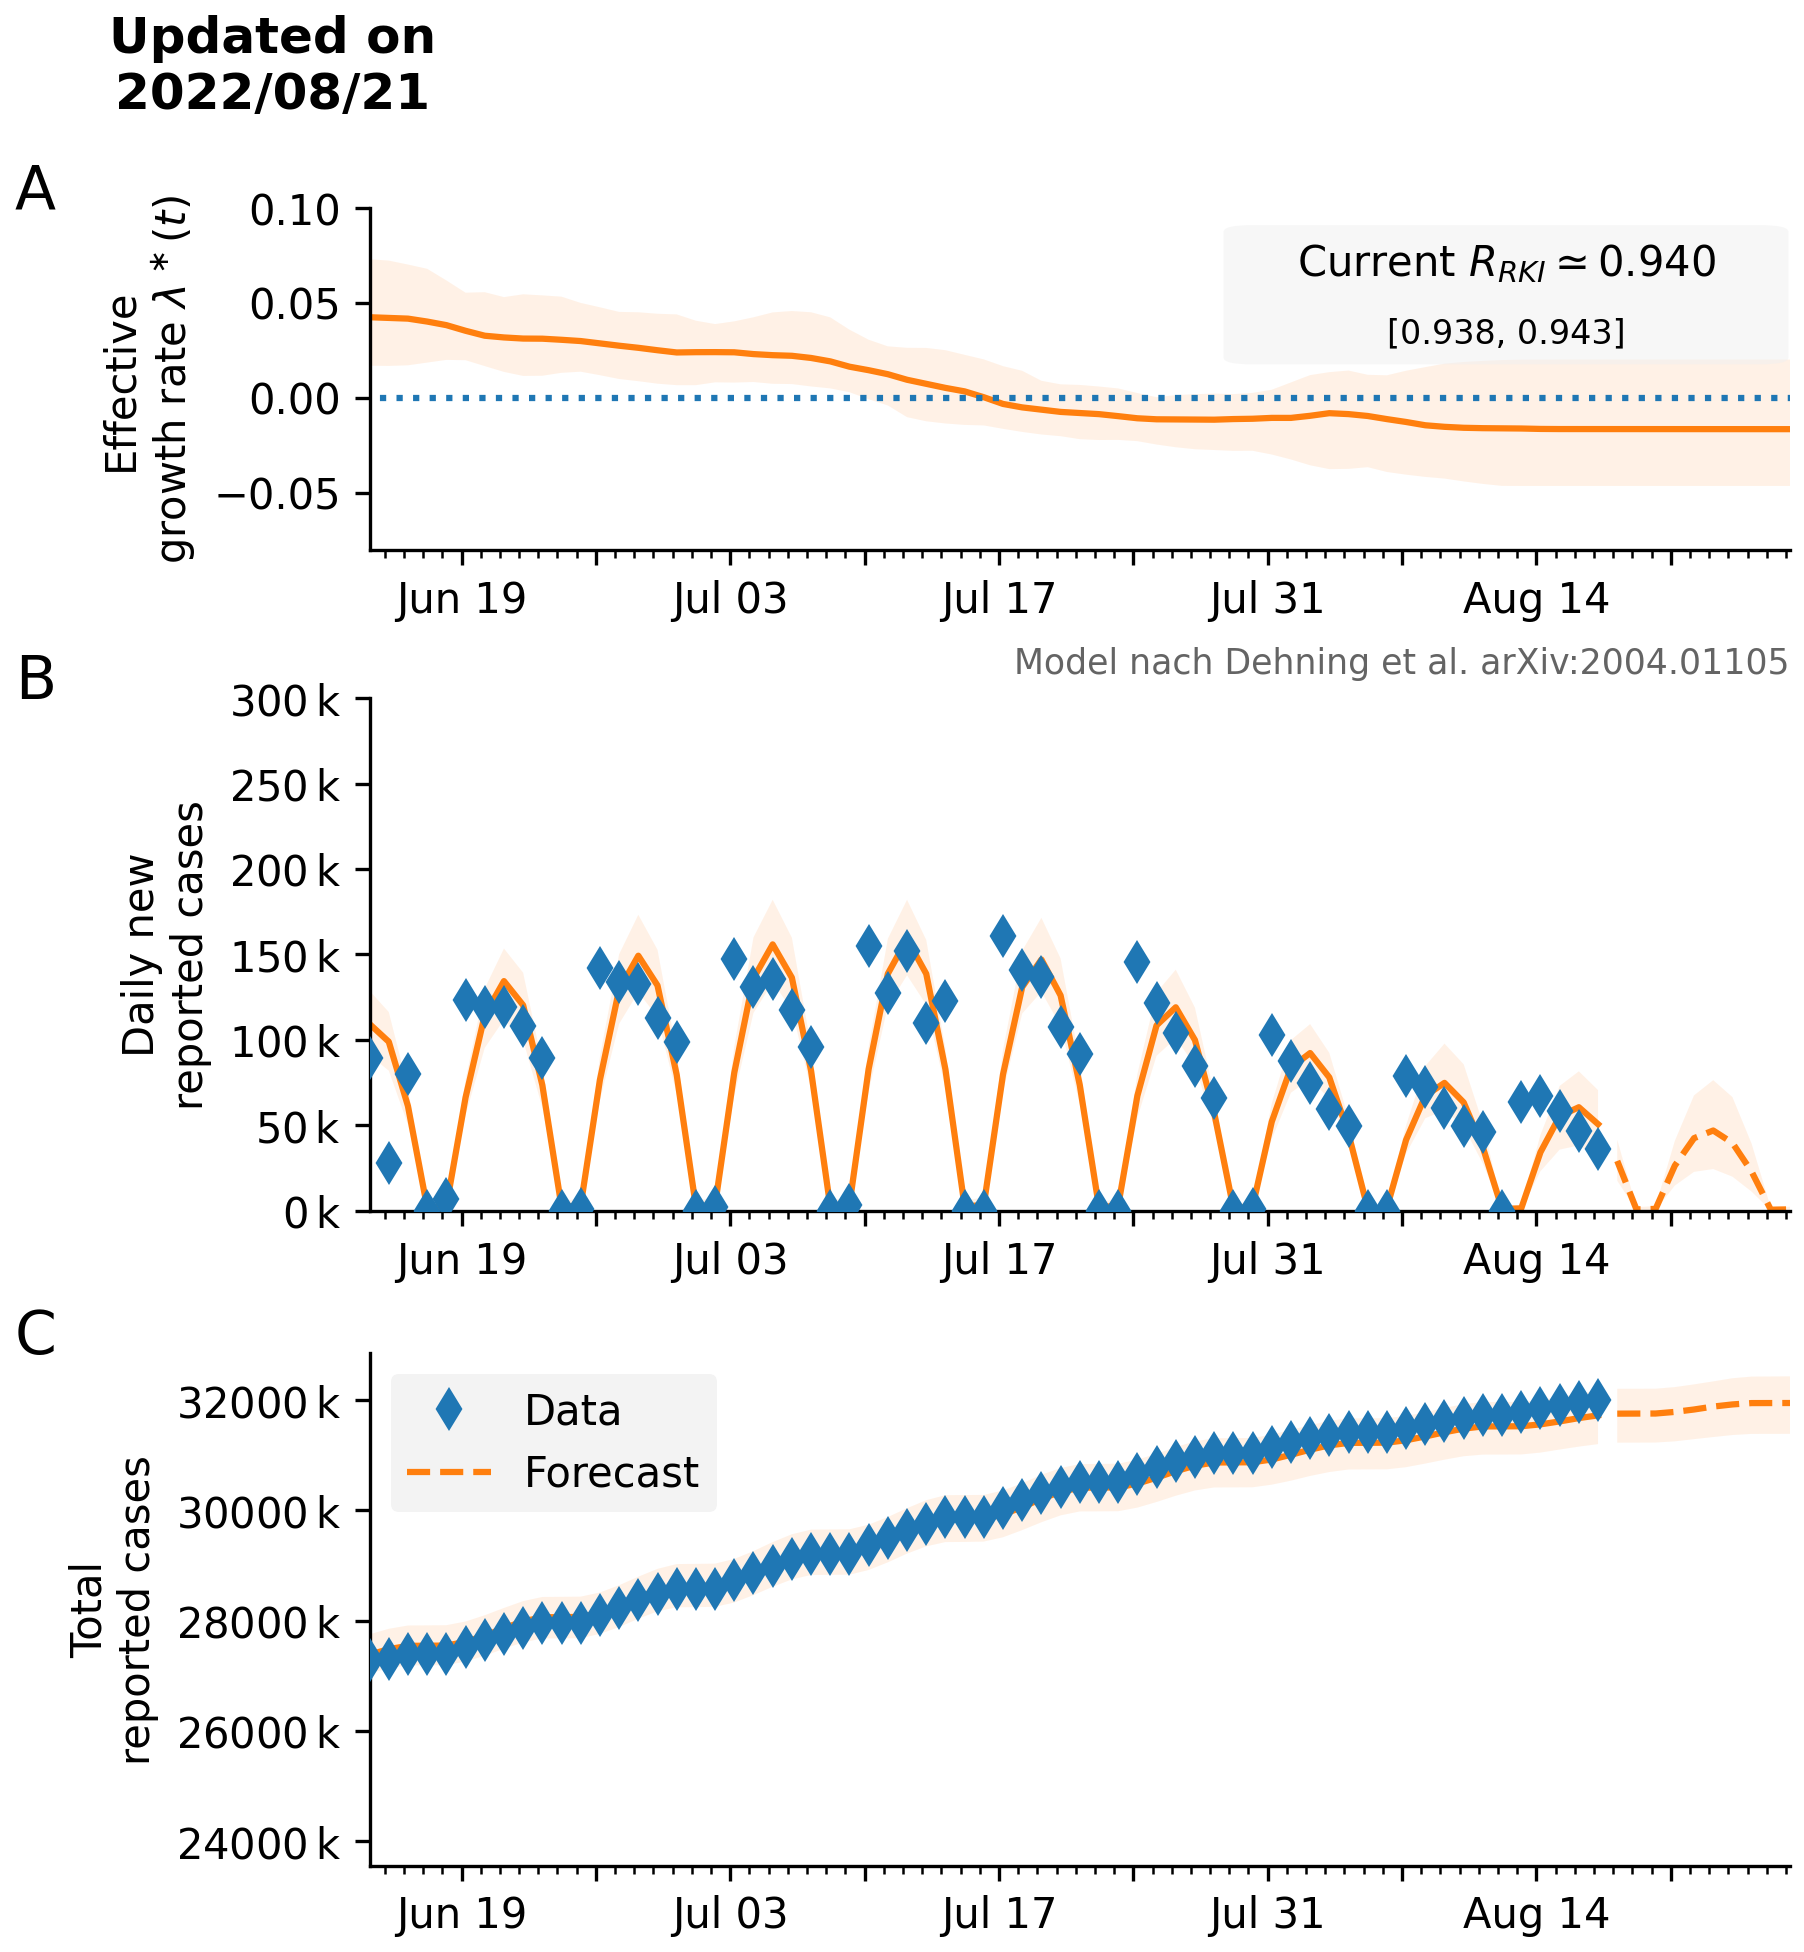 Updated on
2022/08/21
A
Effective
growth rate λ * (t)
0.10
0.05
0.00
−0.05
Current R_RKI ≃ 0.940
[0.938, 0.943]
Jun 19
Jul 03
Jul 17
Jul 31
Aug 14
Model nach Dehning et al. arXiv:2004.01105
B
Daily new
reported cases
300 k
250 k
200 k
150 k
100 k
50 k
0 k
Jun 19
Jul 03
Jul 17
Jul 31
Aug 14
C
Total
reported cases
32000 k
30000 k
28000 k
26000 k
24000 k
Data
Forecast
Jun 19
Jul 03
Jul 17
Jul 31
Aug 14